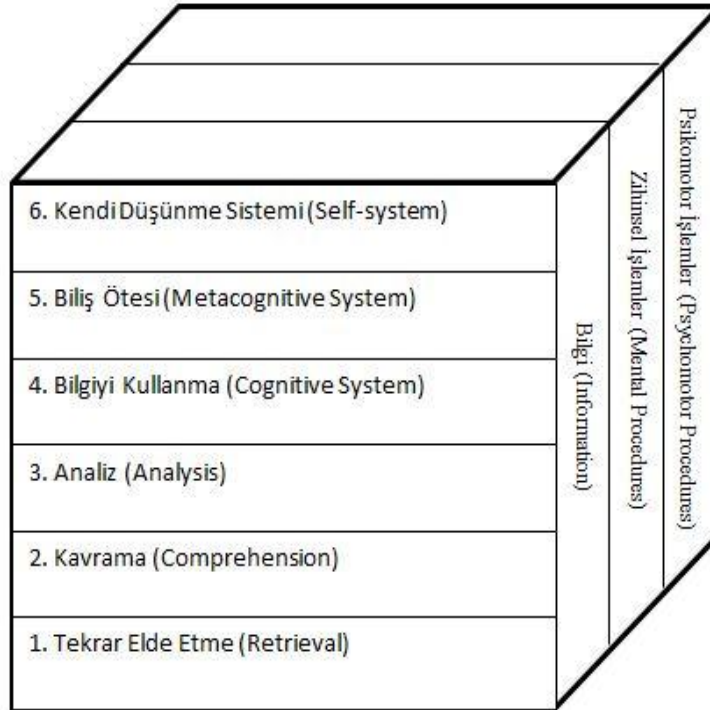 6. Kendi Düşünme Sistemi (Self-system)
5. Biliş Ötesi (Metacognitive System)
4. Bilgiyi Kullanma (Cognitive System)
3. Analiz (Analysis)
2. Kavrama (Comprehension)
1. Tekrar Elde Etme (Retrieval)
Bilgi (Information)
Zihinsel İşlemler (Mental Procedures)
Psikomotor İşlemler (Psychomotor Procedures)